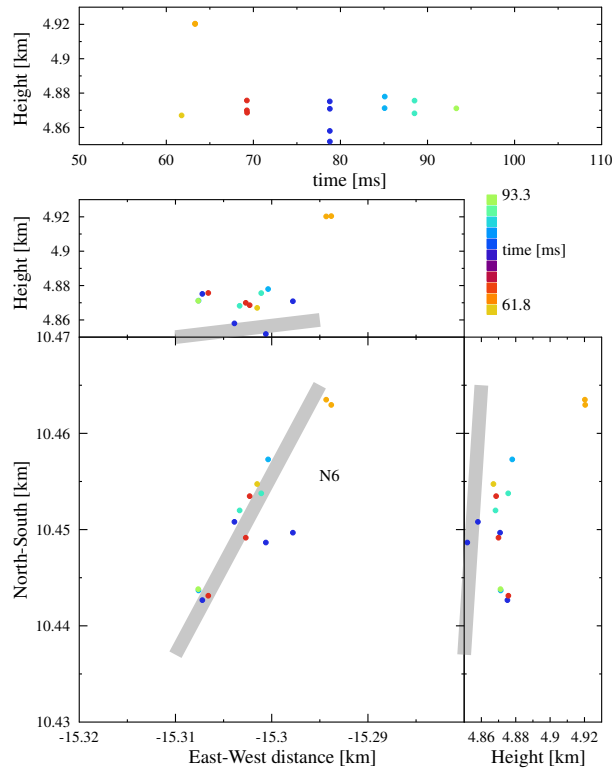 4.92
4.9
4.88
4.86
Height [km]
50 60 70 80 90 100 110
time [ms]
4.92
4.9
4.88
4.86
Height [km]
93.3
time [ms]
61.8
10.47
10.46
10.45
10.44
10.43
North-South [km]
N6
-15.32 -15.31 -15.3 -15.29
East-West distance [km]
4.86 4.88 4.9 4.92
Height [km]